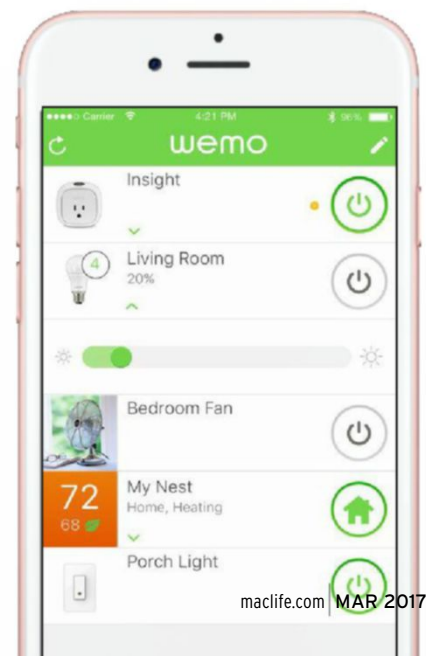 Carrier 4:21 PM 96%
wemo
Insight
4
Living Room
20%
Bedroom Fan
72
68
My Nest
Home, Heating
Porch Light
maclife.com | MAR 2017